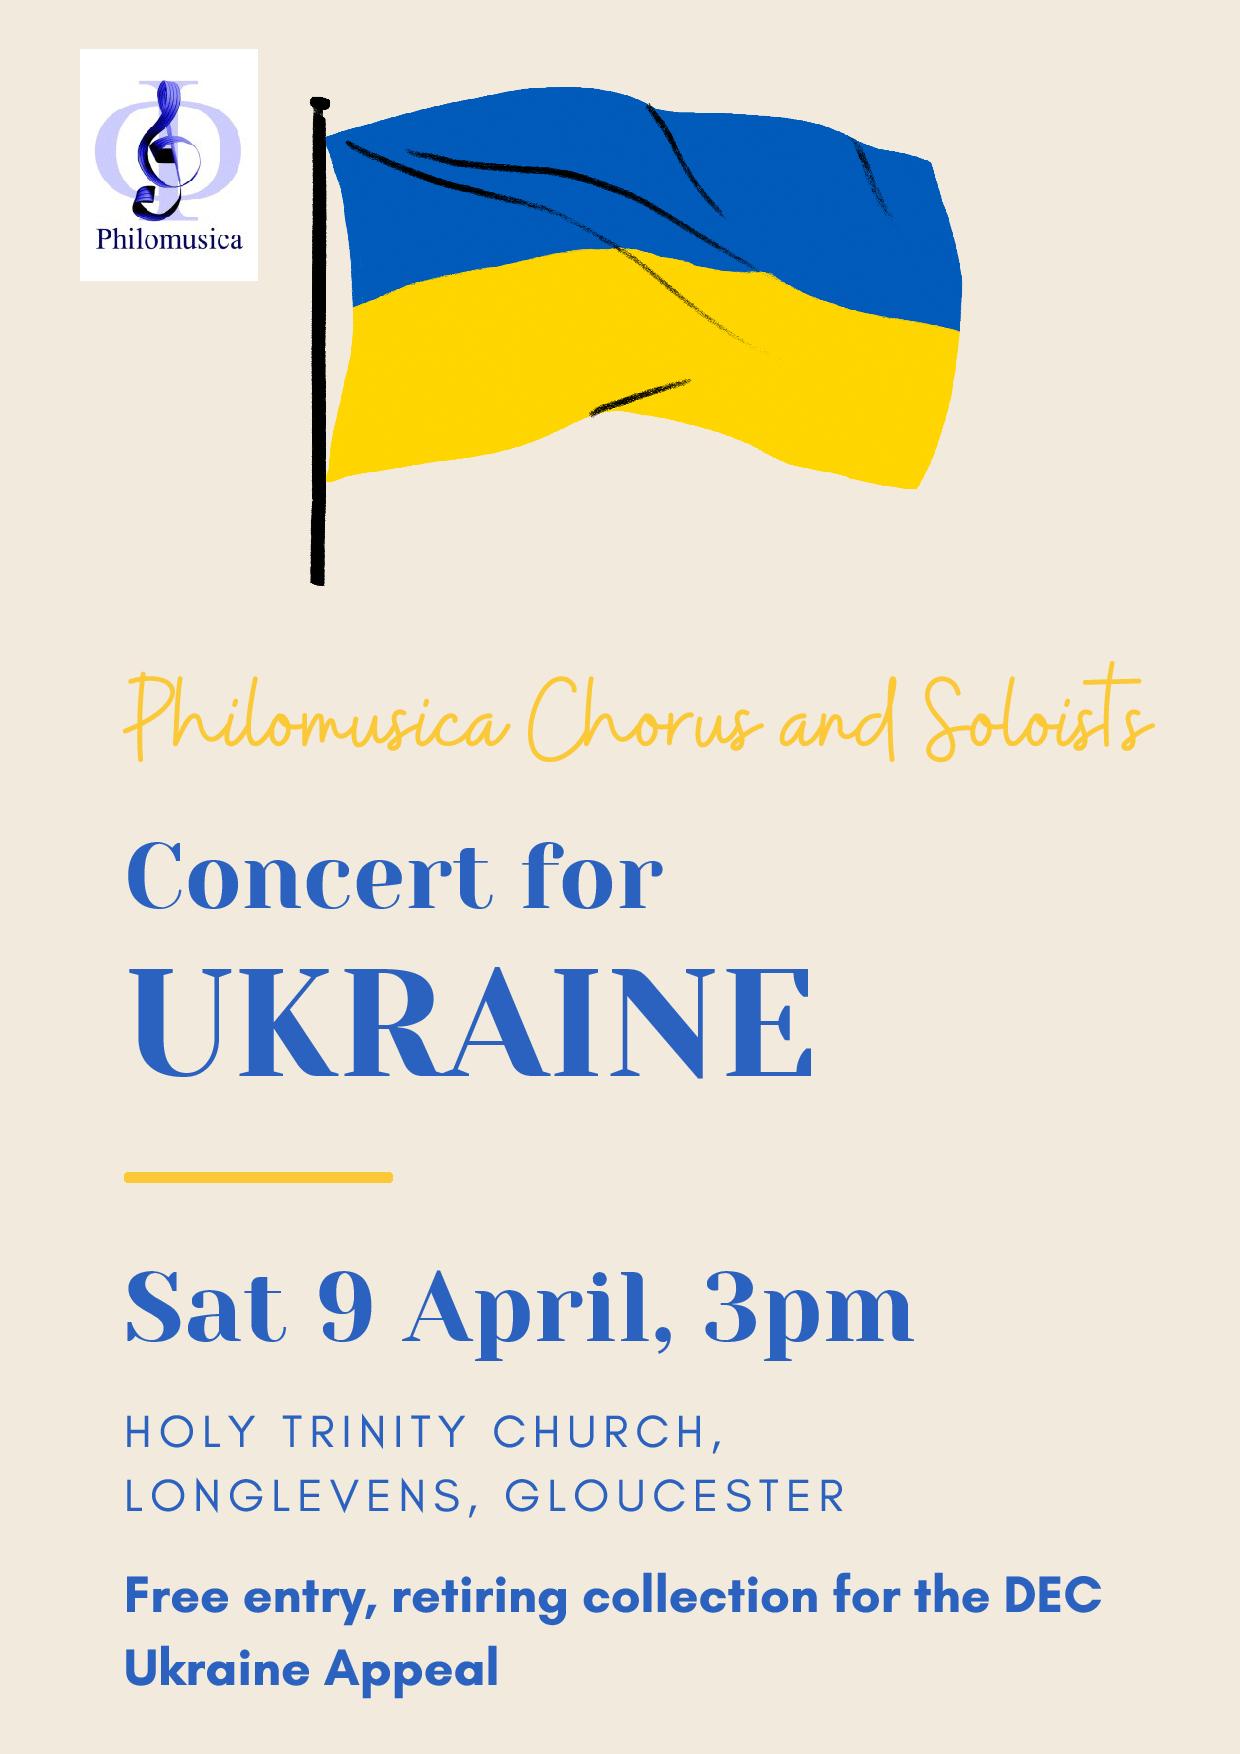 Philomusica
Philomusica Chorus and Soloists
Concert for
UKRAINE
Sat 9 April, 3pm
HOLY TRINITY CHURCH,
LONGLEVENS, GLOUCESTER
Free entry, retiring collection for the DEC
Ukraine Appeal